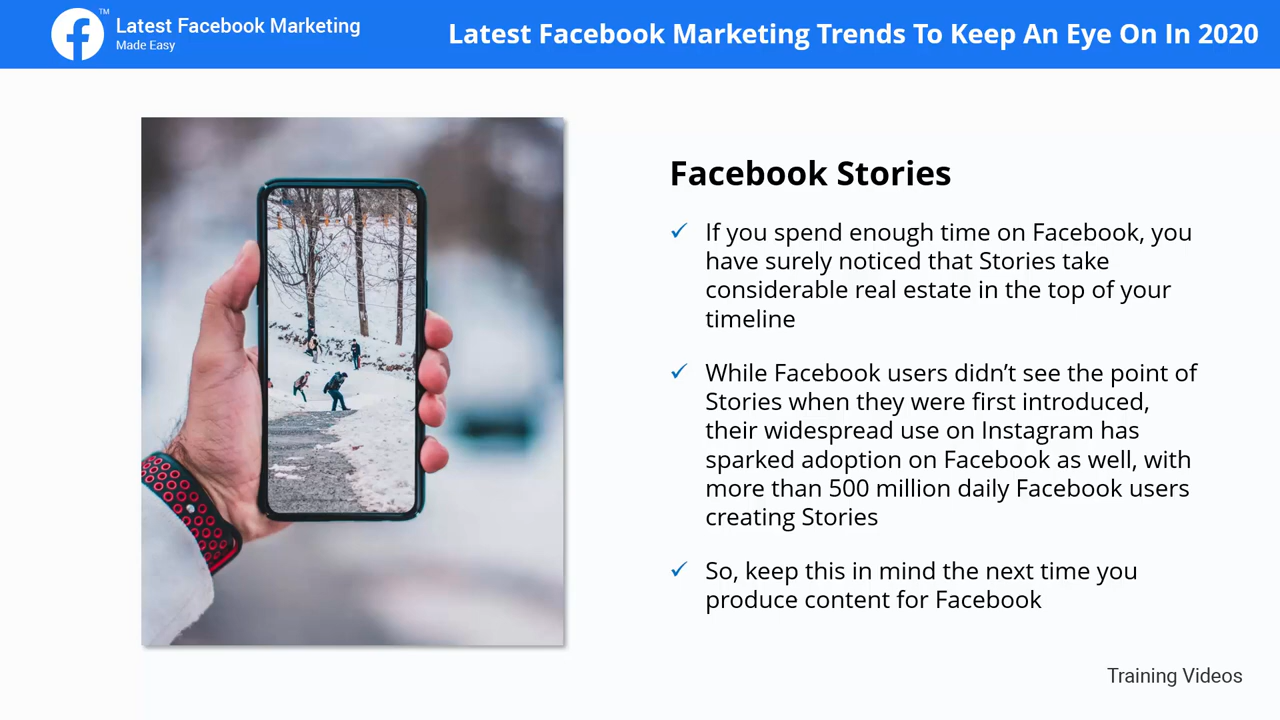 Latest Facebook Marketing
TM
Made Easy
Latest Facebook Marketing Trends To Keep An Eye On In 2020
Facebook Stories
✓ If you spend enough time on Facebook, you
have surely noticed that Stories take
considerable real estate in the top of your
timeline
✓ While Facebook users didn’t see the point of
Stories when they were first introduced,
their widespread use on Instagram has
sparked adoption on Facebook as well, with
more than 500 million daily Facebook users
creating Stories
✓ So, keep this in mind the next time you
produce content for Facebook
Training Videos